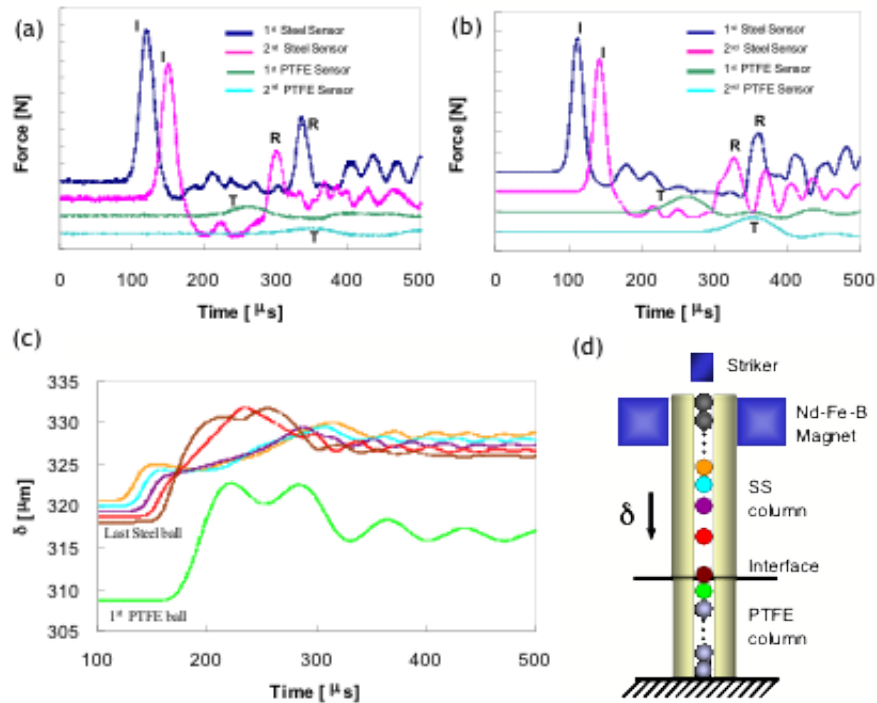 (a)
I
I
1st Steel Sensor
2nd Steel Sensor
1st PTFE Sensor
2nd PTFE Sensor
R
R
T
T
Force [N]
0 100 200 300 400 500
Time [ μs]
(b)
I
I
1st Steel Sensor
2nd Steel Sensor
1st PTFE Sensor
2nd PTFE Sensor
R
R
T
T
Force [N]
0 100 200 300 400 500
Time [ μs]
(c)
335
330
325
320
315
310
305
δ [μm]
Last Steel ball
1st PTFE ball
100 200 300 400 500
Time [ μs]
(d)
Striker
Nd-Fe-B
Magnet
SS
column
δ
Interface
PTFE
column